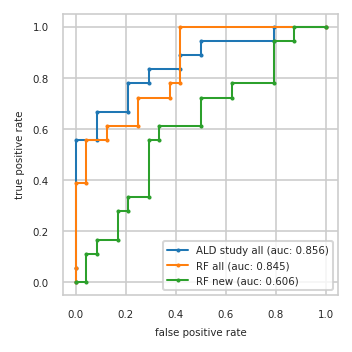 true positive rate
1.0
0.8
0.6
0.4
0.2
0.0
ALD study all (auc: 0.856)
RF all (auc: 0.845)
RF new (auc: 0.606)
0.0 0.2 0.4 0.6 0.8 1.0
false positive rate